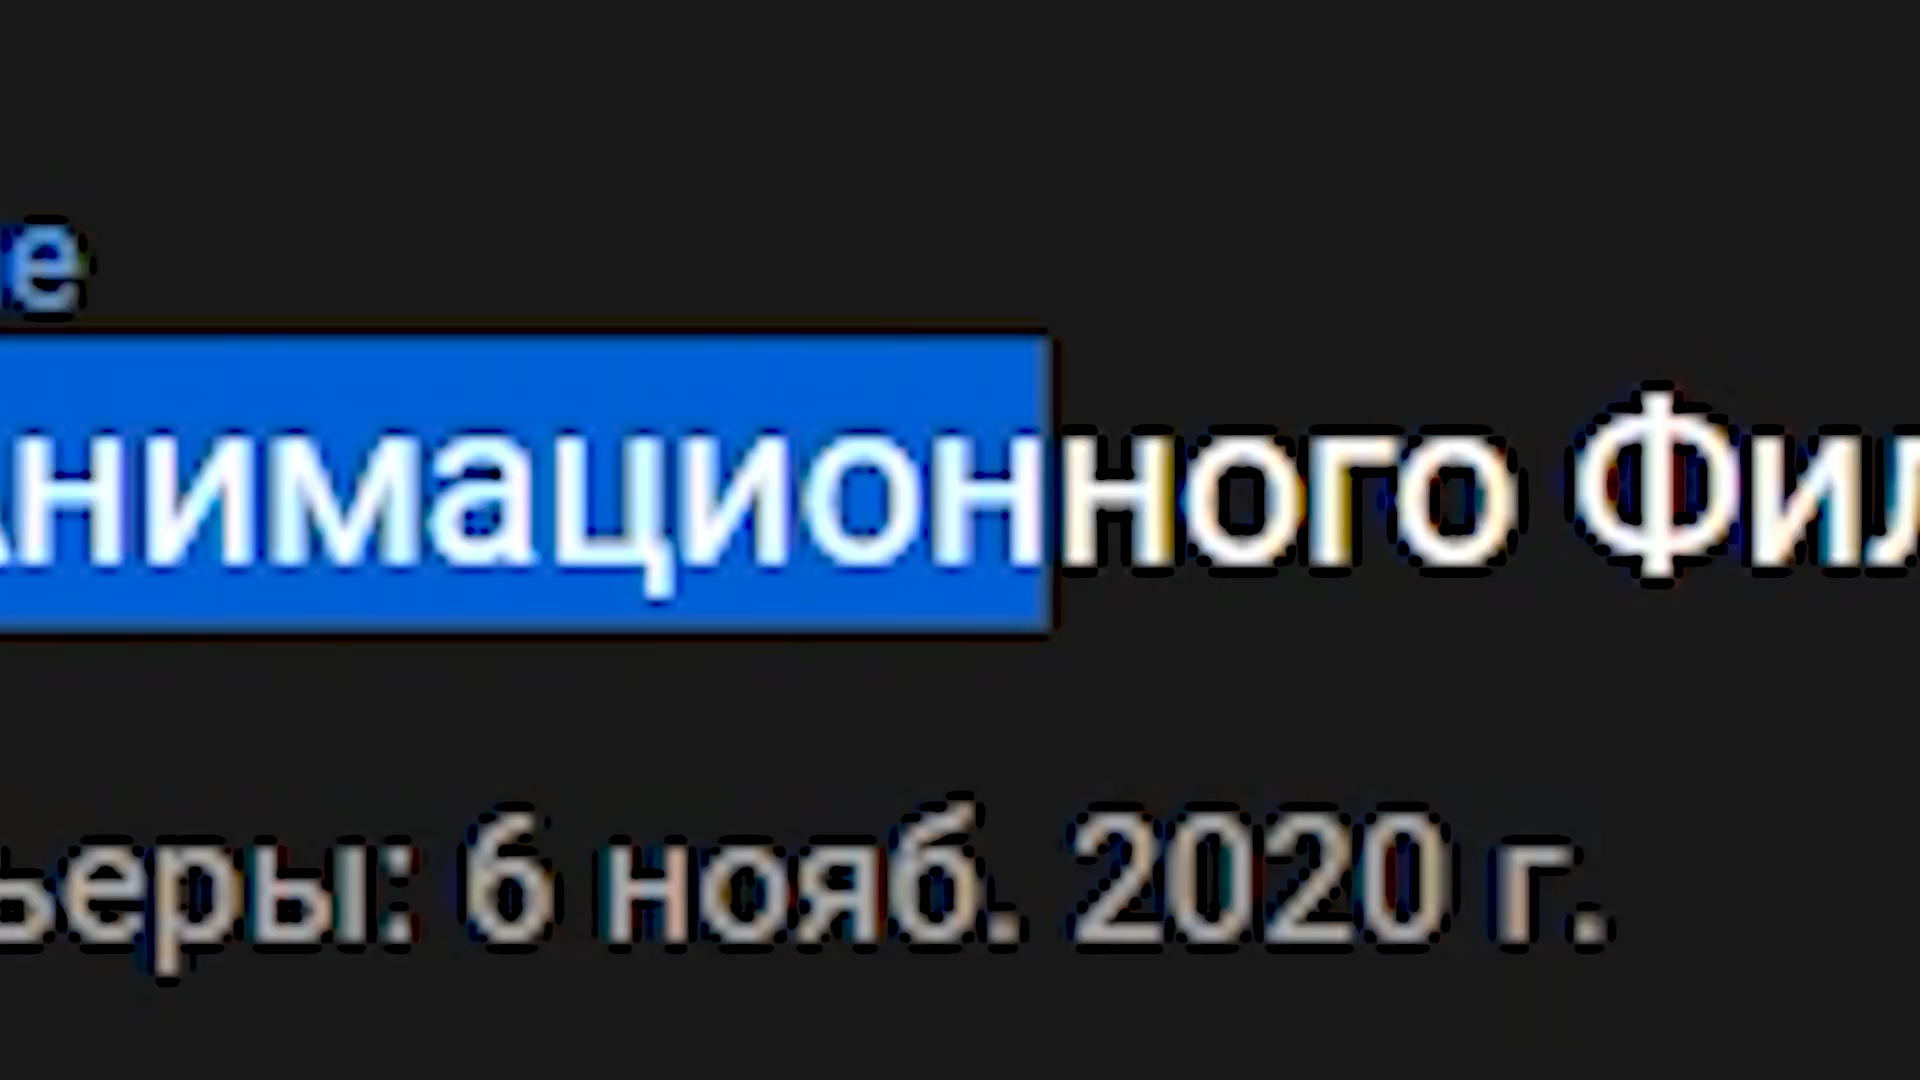 е
Анимационного Фил
ьеры: 6 нояб. 2020 г.